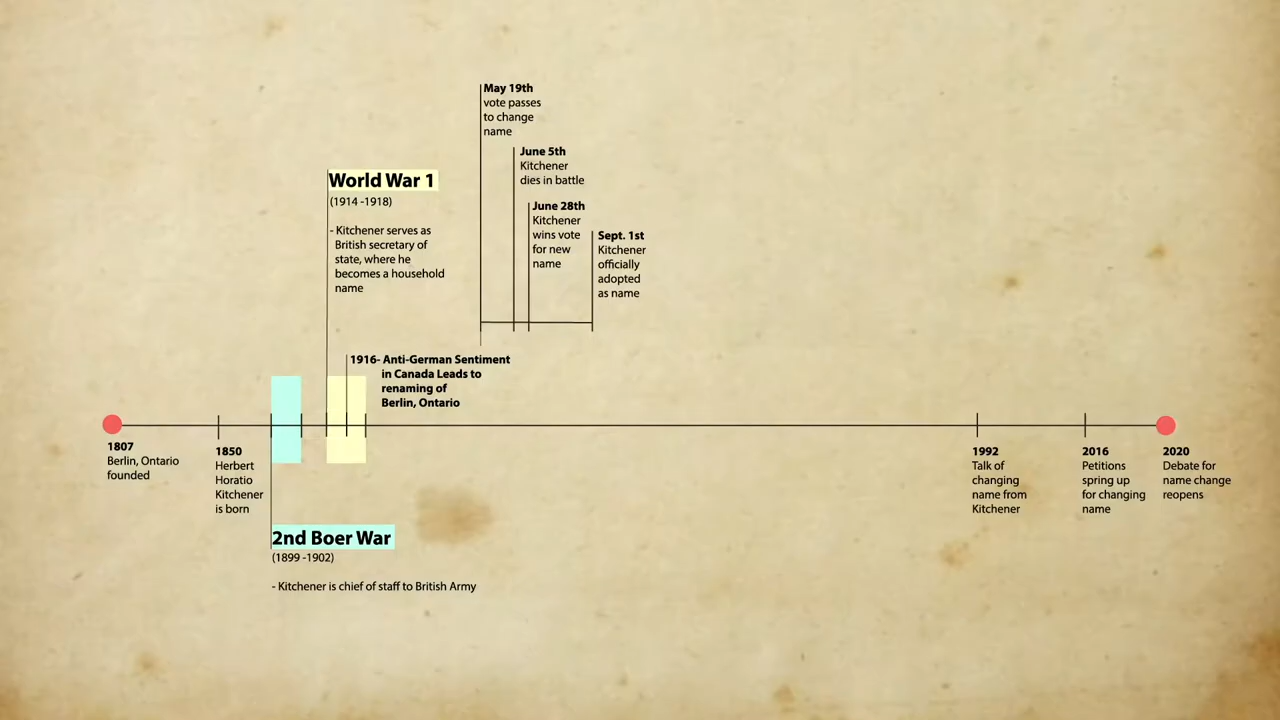 May 19th
vote passes
to change
name
June 5th
Kitchener
dies in battle
World War 1
(1914 -1918)
- Kitchener serves as
British secretary of
state, where he
becomes a household
name
June 28th
Kitchener
wins vote
for new
name
Sept. 1st
Kitchener
officially
adopted
as name
1916- Anti-German Sentiment
in Canada Leads to
renaming of
Berlin, Ontario
1807
Berlin, Ontario
founded
1850
Herbert
Horatio
Kitchener
is born
1992
Talk of
changing
name from
Kitchener
2016
Petitions
spring up
for changing
name
2020
Debate for
name change
reopens
2nd Boer War
(1899 -1902)
- Kitchener is chief of staff to British Army